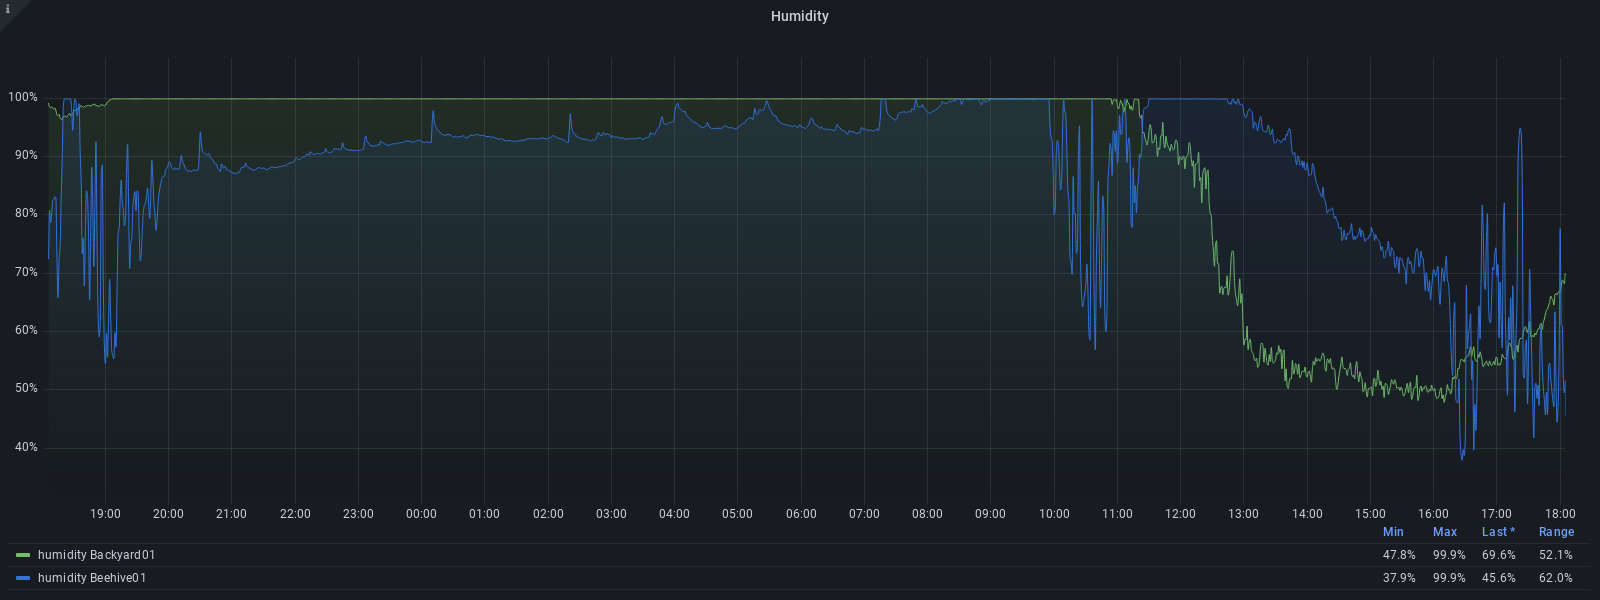 i
Humidity
100%
90%
80%
70%
60%
50%
40%
19:00 20:00 21:00 22:00 23:00 00:00 01:00 02:00 03:00 04:00 05:00 06:00 07:00 08:00 09:00 10:00 11:00 12:00 13:00 14:00 15:00 16:00 17:00 18:00
Min Max Last * Range
humidity Backyard01 47.8% 99.9% 69.6% 52.1%
humidity Beehive01 37.9% 99.9% 45.6% 62.0%